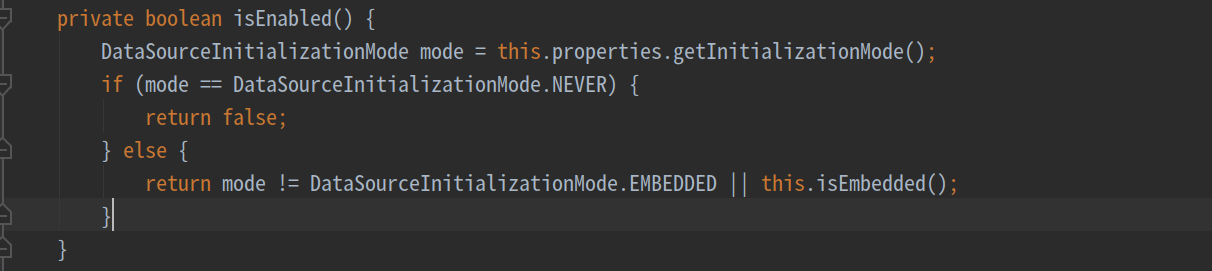 private boolean isEnabled() {
DataSourceInitializationMode mode = this.properties.getInitializationMode();
if (mode == DataSourceInitializationMode.NEVER) {
return false;
} else {
return mode != DataSourceInitializationMode.EMBEDDED || this.isEmbedded();
}
}